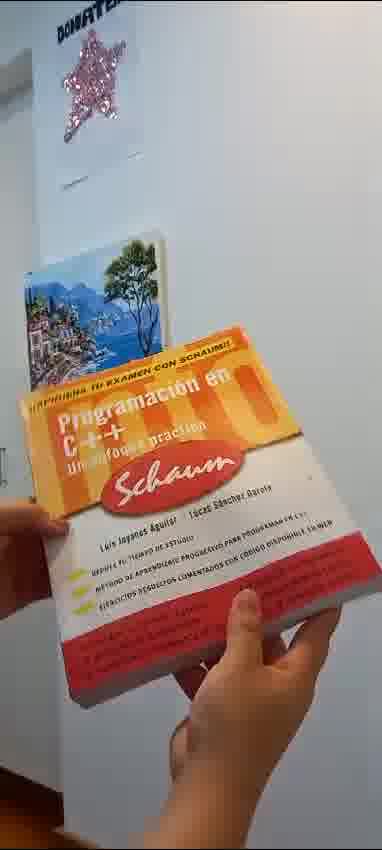 ¡¡APRUEBA TU EXAMEN CON SCHAUM!!
Programación en
C++
Un enfoque práctico
Schaum
Luis Joyanes Aguilar Lucas Sánchez García
REDUCE TU TIEMPO DE ESTUDIO
MÉTODO DE APRENDIZAJE PROGRESIVO PARA PROGRAMAR EN C++
EJERCICIOS RESUELTOS COMENTADOS CON CÓDIGO DISPONIBLE EN WEB